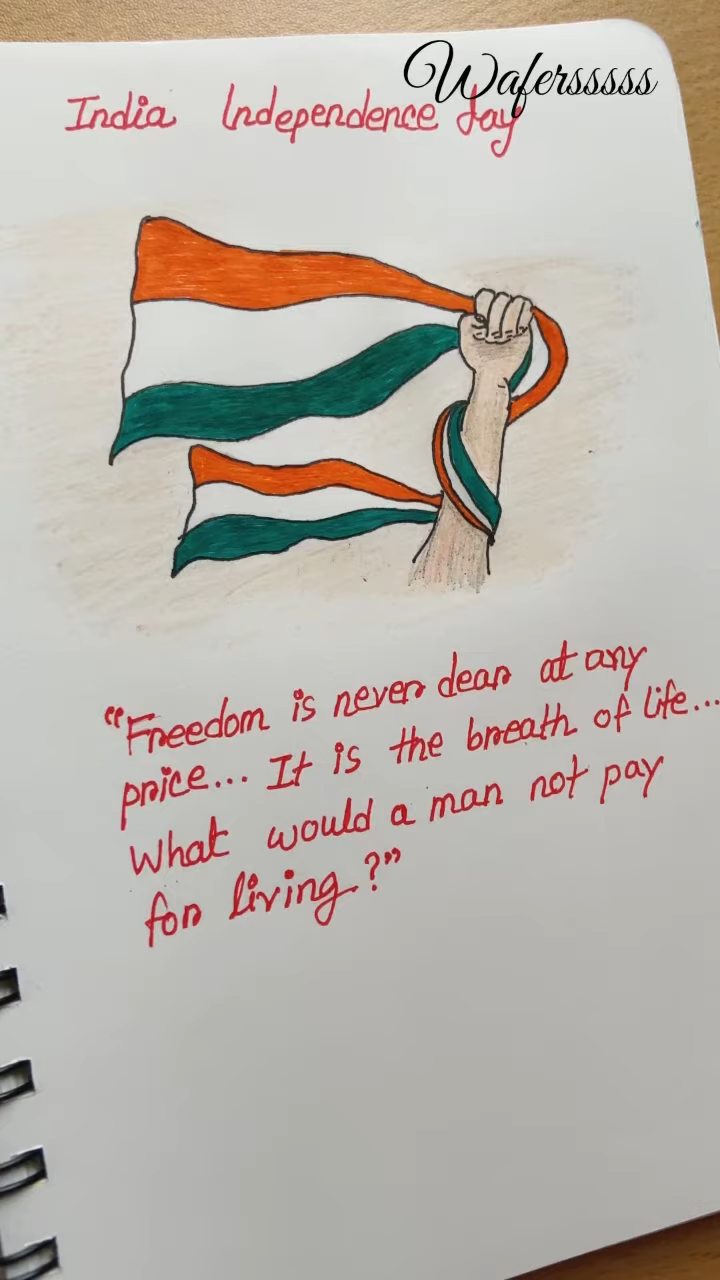 Wafersssss
India Independence day
“Freedom is never dear at any
price... It is the breath of life...
What would a man not pay
for living?”